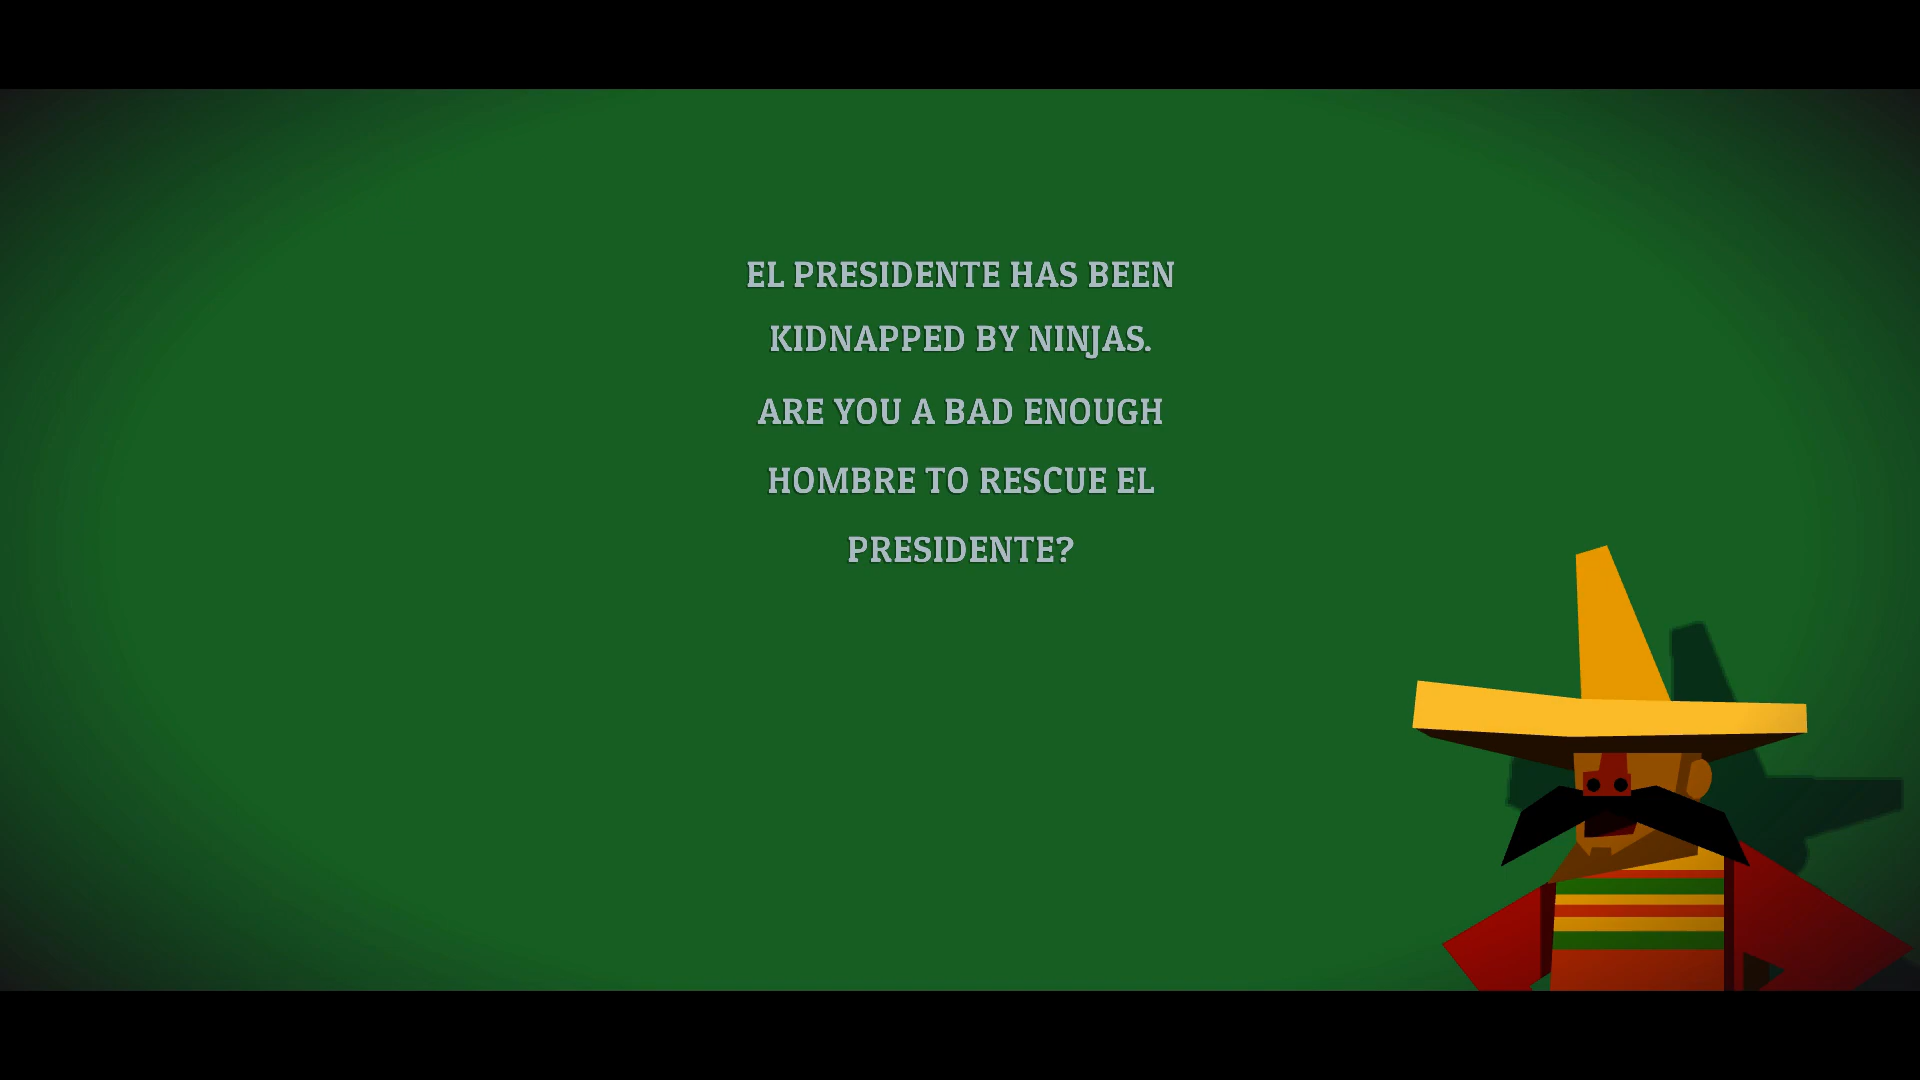 EL PRESIDENTE HAS BEEN
KIDNAPPED BY NINJAS.
ARE YOU A BAD ENOUGH
HOMBRE TO RESCUE EL
PRESIDENTE?